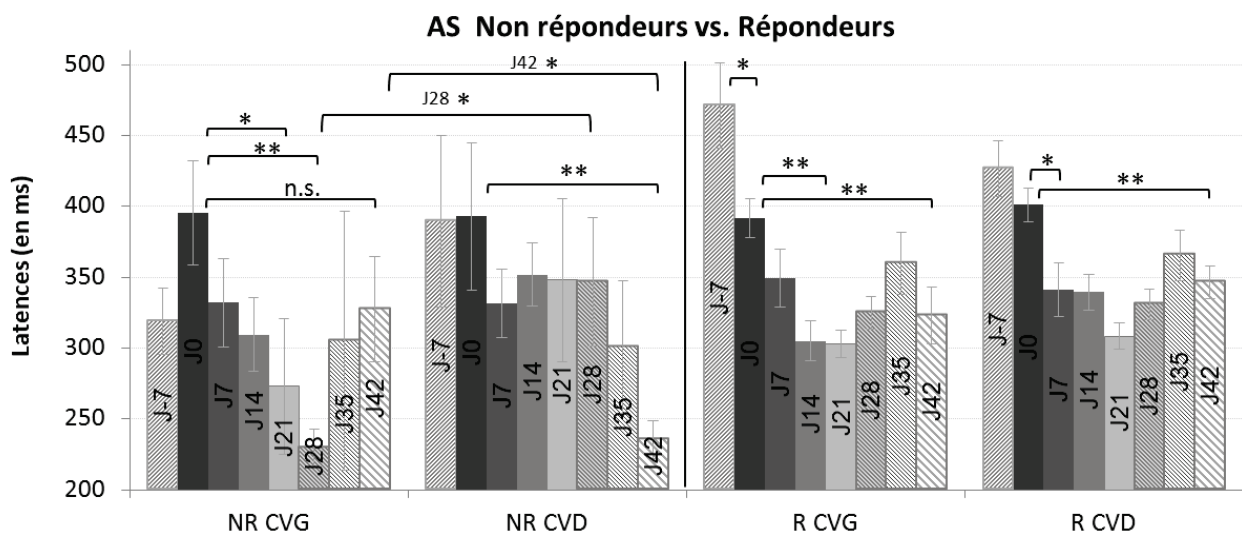 AS Non répondeurs vs. Répondeurs
Latences (en ms)
500
450
400
350
300
250
200
J42 *
J28 *
*
**
n.s.
**
*
**
**
*
**
J-7
J0
J7
J14
J21
J28
J35
J42
J-7
J0
J7
J14
J21
J28
J35
J42
J-7
J0
J7
J14
J21
J28
J35
J42
J-7
J0
J7
J14
J21
J28
J35
J42
NR CVG
NR CVD
R CVG
R CVD